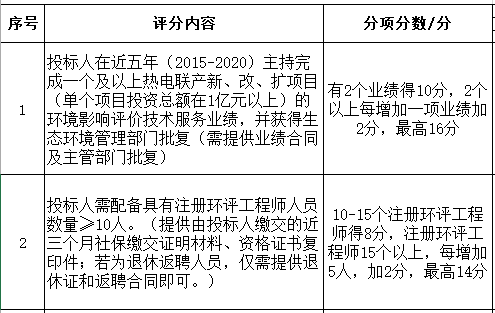 序号 评分内容 分项分数/分
1
投标人在近五年（2015-2020）主持完
成一个及以上热电联产新、改、扩项目
（单个项目投资总额在1亿元以上）的
环境影响评价技术服务业绩，并获得生
态环境管理部门批复（需提供业绩合同
及主管部门批复）
有2个业绩得10分，2个
以上每增加一项业绩加
2分，最高16分
2
投标人需配备具有注册环评工程师人员
数量≥10人。（提供由投标人缴交的近
三个月社保缴交证明材料、资格证书复
印件；若为退休返聘人员，仅需提供退
休证和返聘合同即可。）
10-15个注册环评工程
师得8分，注册环评工
程师15个以上，每增加
5人，加2分，最高14分